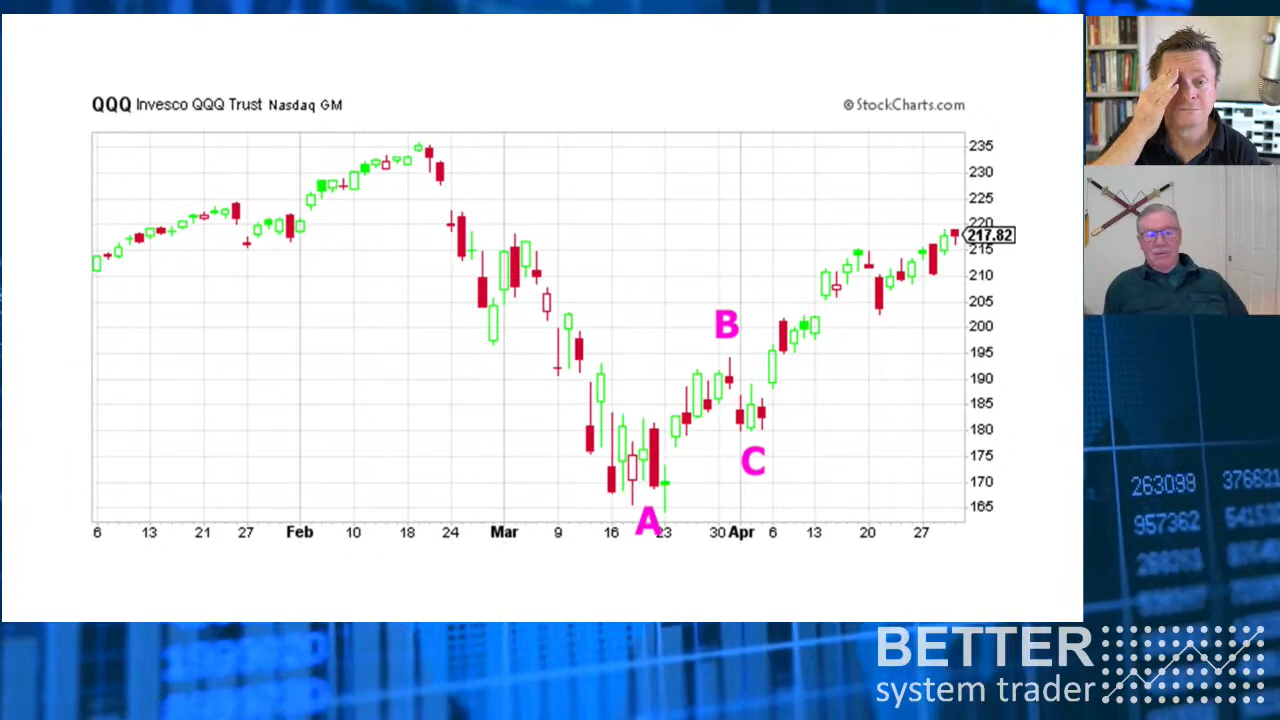 QQQ Invesco QQQ Trust Nasdaq GM
© StockCharts.com
235
230
225
220
217.82
215
210
205
200
195
190
185
180
175
170
165
B
C
A
6 13 21 27 Feb 10 18 24 Mar 9 16 23 30 Apr 6 13 20 27
263099
957362
BETTER
system trader